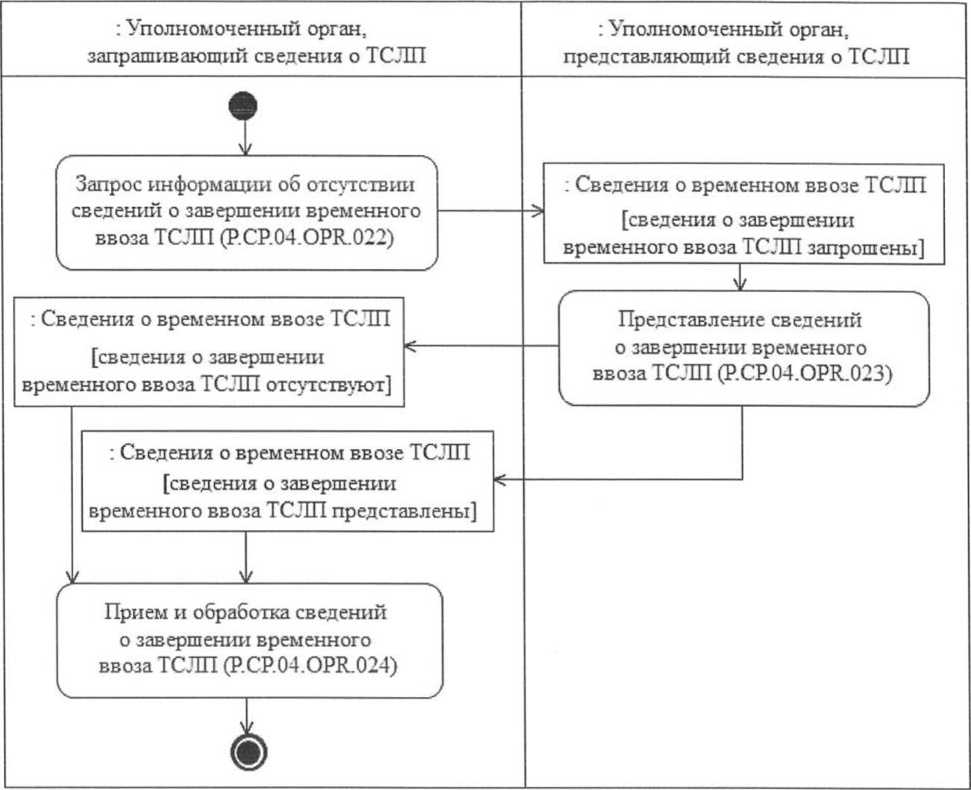 : Уполномоченный орган,
запрашивающий сведения о ТСЛП
: Уполномоченный орган,
представляющий сведения о ТСЛП
Запрос информации об отсутствии
сведений о завершении временного
ввоза ТСЛП (P.CP.04.OPR.022)
: Сведения о временном ввозе ТСЛП
[сведения о завершении
временного ввоза ТСЛП запрошены]
: Сведения о временном ввозе ТСЛП
[сведения о завершении
временного ввоза ТСЛП отсутствуют]
Представление сведений
о завершении временного
ввоза ТСЛП (P.CP.04.OPR.023)
: Сведения о временном ввозе ТСЛП
[сведения о завершении
временного ввоза ТСЛП представлены]
Прием и обработка сведений
о завершении временного
ввоза ТСЛП (P.CP.04.OPR.024)